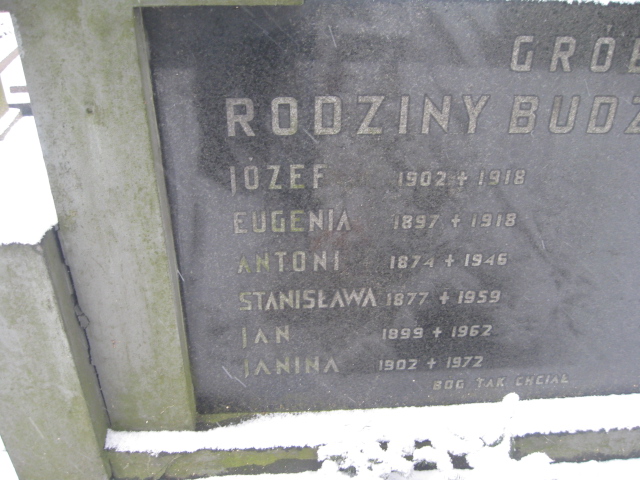 GRÓB
RODZINY BUDZ
JÓZEF 1902 + 1918
EUGENIA 1897 + 1918
ANTONI 1874 + 1946
STANISŁAWA 1877 + 1959
JAN 1899 + 1962
JANINA 1902 + 1972
BÓG TAK CHCIAŁ